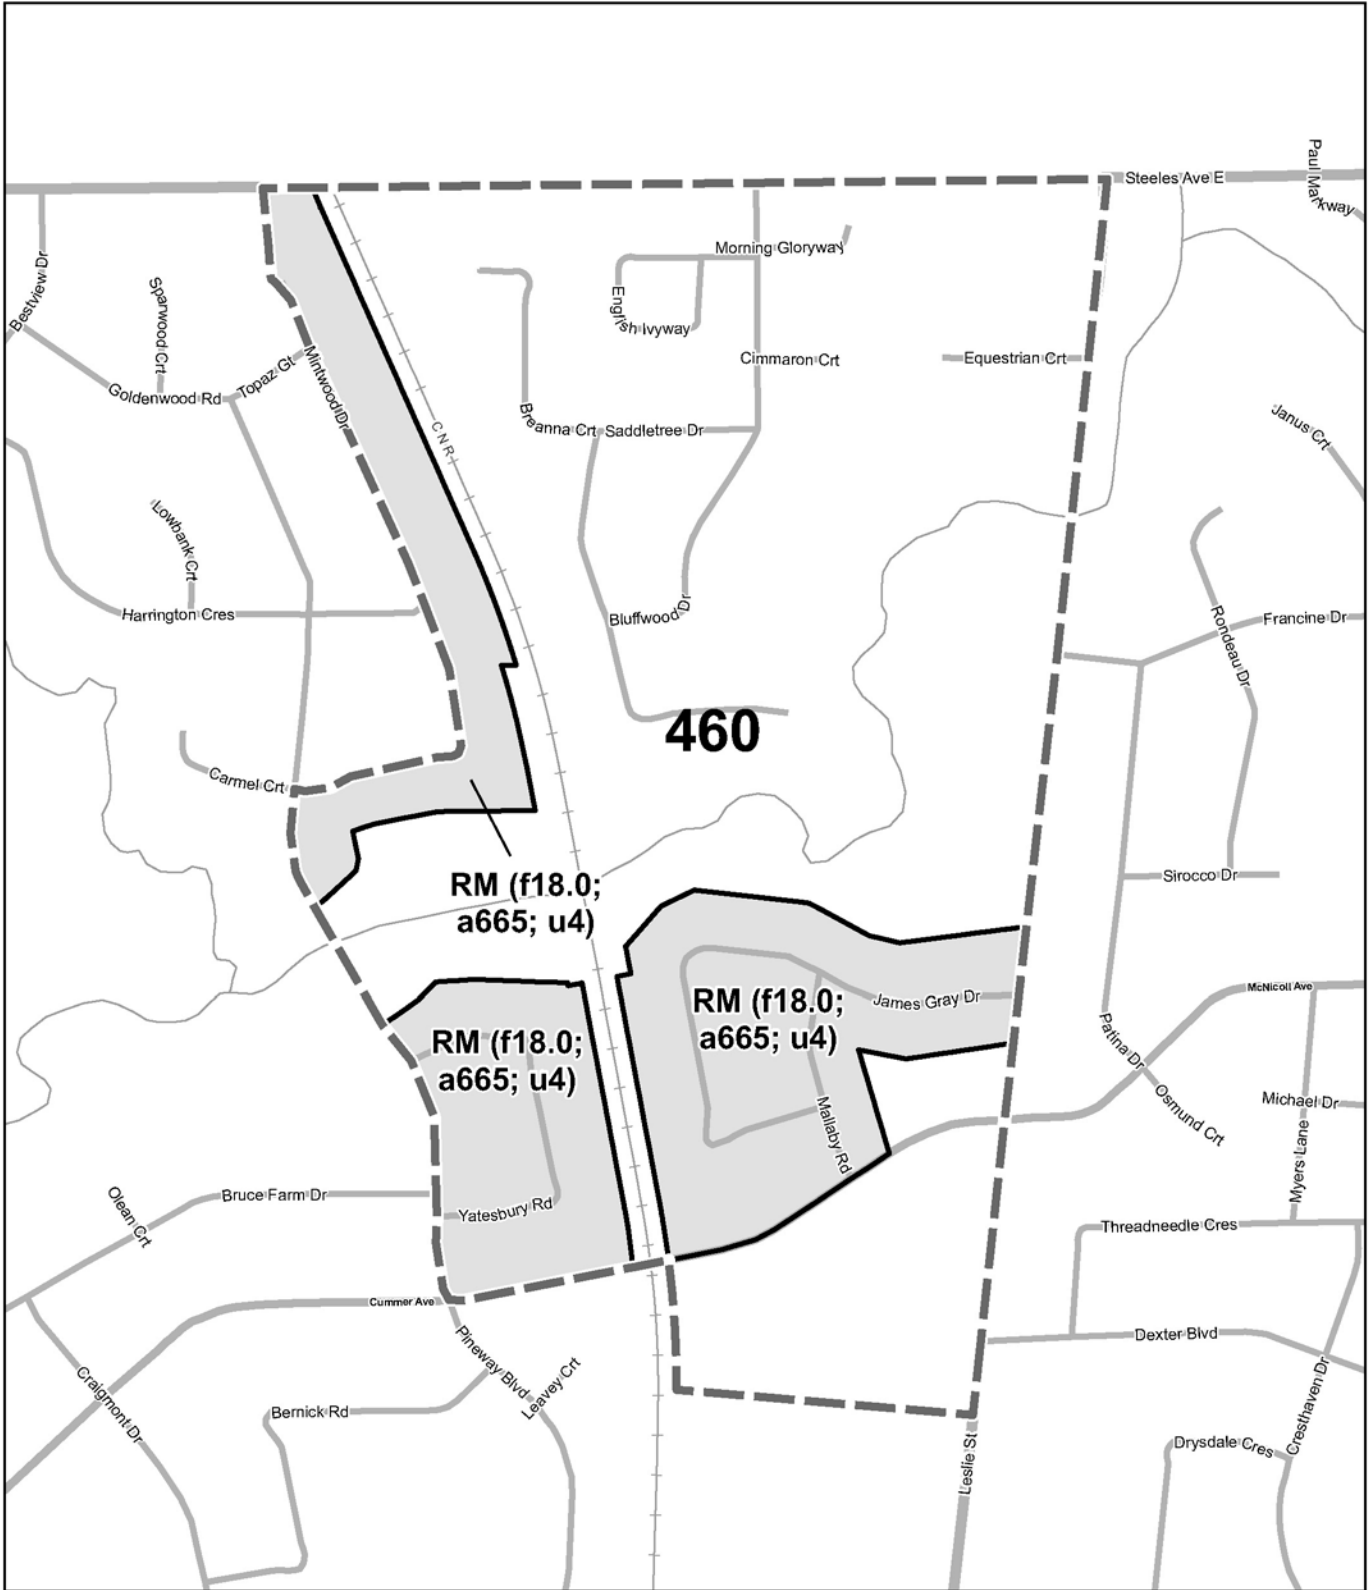 Steeles Ave E
Paul Markway
Morning Gloryway
Bestview Dr
Sparwood Crt
English Ivyway
Topaz Gt
Mintwood Dr
Cimmaron Crt
Equestrian Crt
Goldenwood Rd
CNR
Breanna Crt
Saddletree Dr
Janus Crt
Lowbank Crt
Harrington Cres
Bluffwood Dr
Rondeau Dr
Francine Dr
460
Carmel Crt
RM (f18.0;
a665; u4)
Sirocco Dr
McNicoll Ave
RM (f18.0;
a665; u4)
James Gray Dr
RM (f18.0;
a665; u4)
Patina Dr
Osmund Crt
Michael Dr
Mallaby Rd
Myers Lane
Olean Crt
Bruce Farm Dr
Yatesbury Rd
Threadneedle Cres
Cummer Ave
Pineway Blvd
Dexter Blvd
Craigmont Dr
Leavey Crt
Bernick Rd
Cresthaven Dr
Drysdale Cres
Leslie St